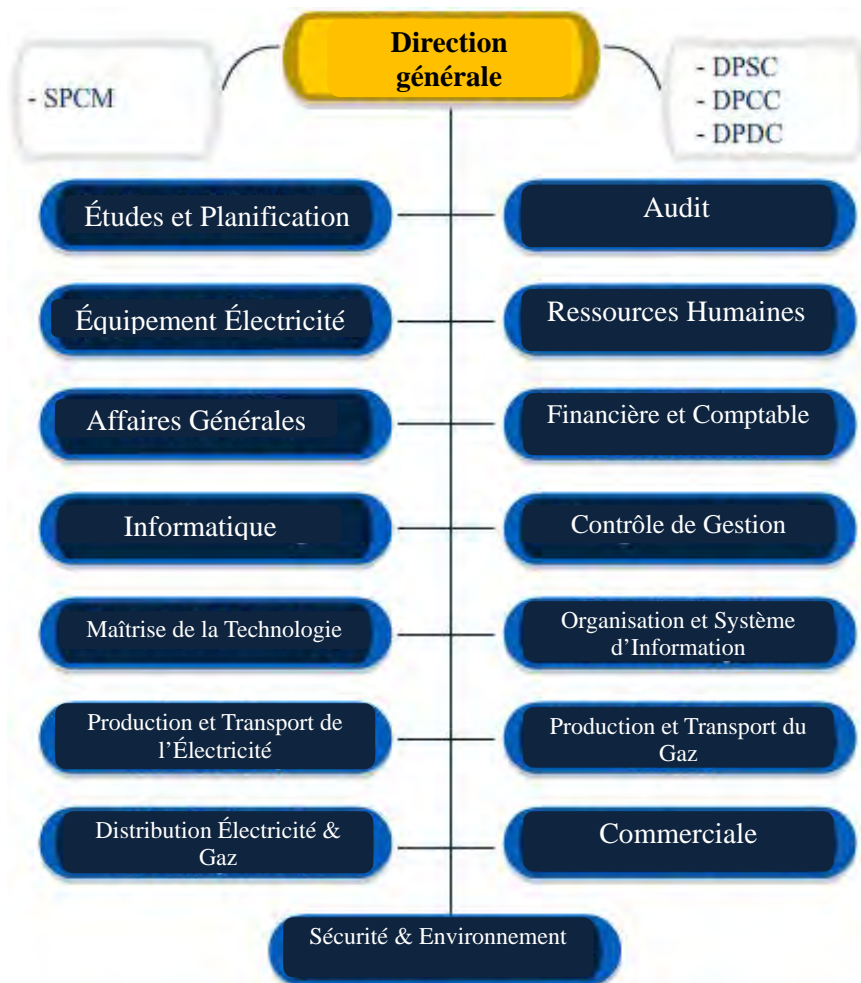 Direction
générale
- SPCM
- DPSC
- DPCC
- DPDC
Études et Planification
Audit
Équipement Électricité
Ressources Humaines
Affaires Générales
Financière et Comptable
Informatique
Contrôle de Gestion
Maîtrise de la Technologie
Organisation et Système
d’Information
Production et Transport de
l’Électricité
Production et Transport du
Gaz
Distribution Électricité &
Gaz
Commerciale
Sécurité & Environnement